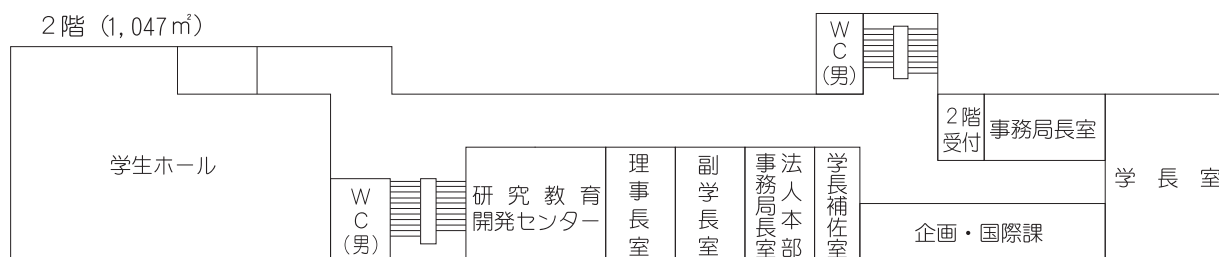 2階(1,047㎡)
WC(男)
2階
受付
事務局長室
学生ホール
学長室
WC(男)
研究教育
開発センター
理事長室
副学長室
法人本部
事務局長室
学長補佐室
企画・国際課